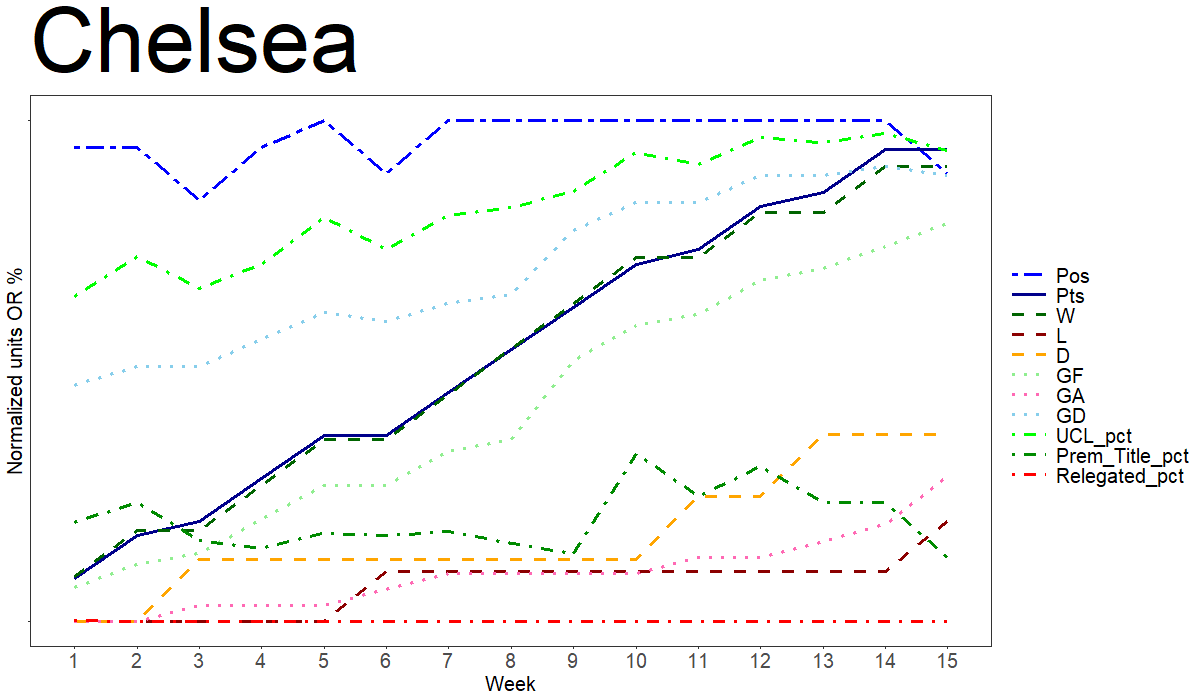 Chelsea
Normalized units OR %
Pos
Pts
W
L
D
GF
GA
GD
UCL_pct
Prem_Title_pct
Relegated_pct
1 2 3 4 5 6 7 8 9 10 11 12 13 14 15
Week